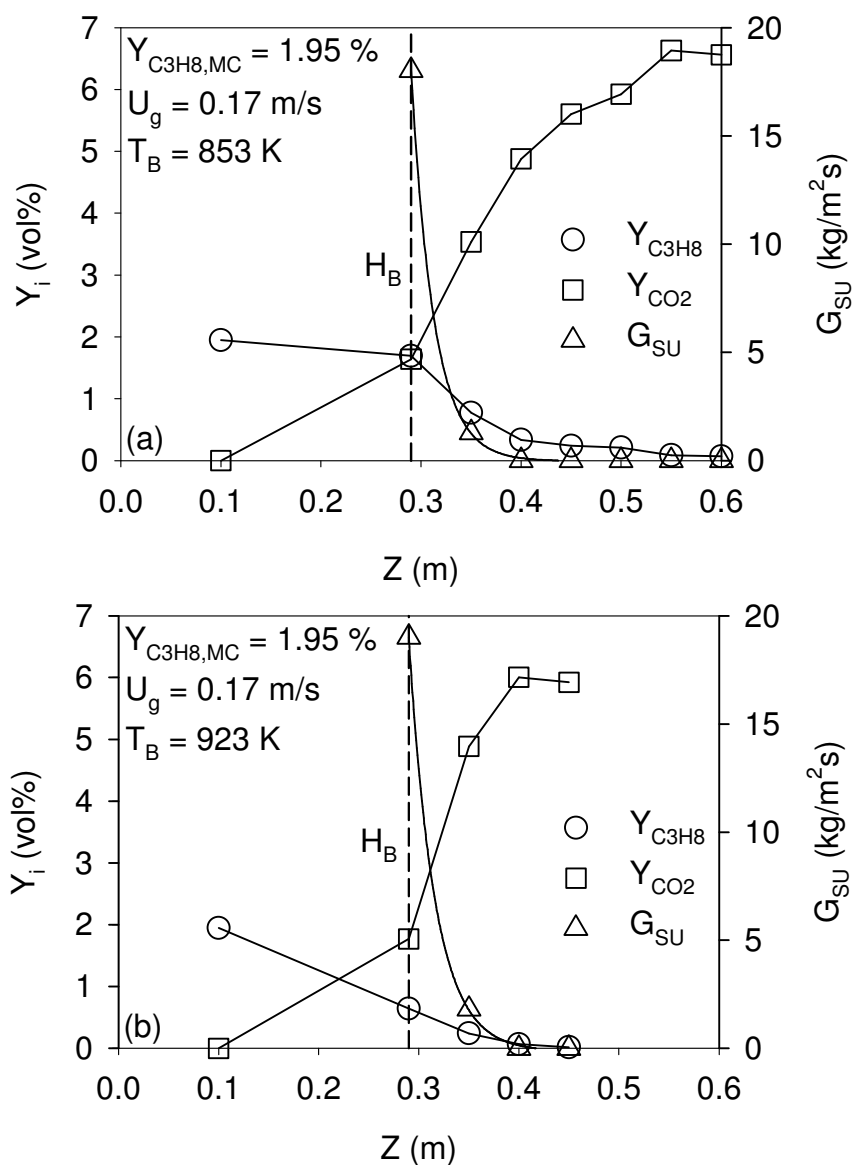 Y_C3H8,MC = 1.95 %
U_g = 0.17 m/s
T_B = 853 K
7
6
5
4
3
2
1
0
Y_i (vol%)
H_B
(a)
Y_C3H8
Y_CO2
G_SU
20
15
10
5
0
G_SU (kg/m²s)
0.0 0.1 0.2 0.3 0.4 0.5 0.6
Z (m)
Y_C3H8,MC = 1.95 %
U_g = 0.17 m/s
T_B = 923 K
7
6
5
4
3
2
1
0
Y_i (vol%)
H_B
(b)
Y_C3H8
Y_CO2
G_SU
20
15
10
5
0
G_SU (kg/m²s)
0.0 0.1 0.2 0.3 0.4 0.5 0.6
Z (m)